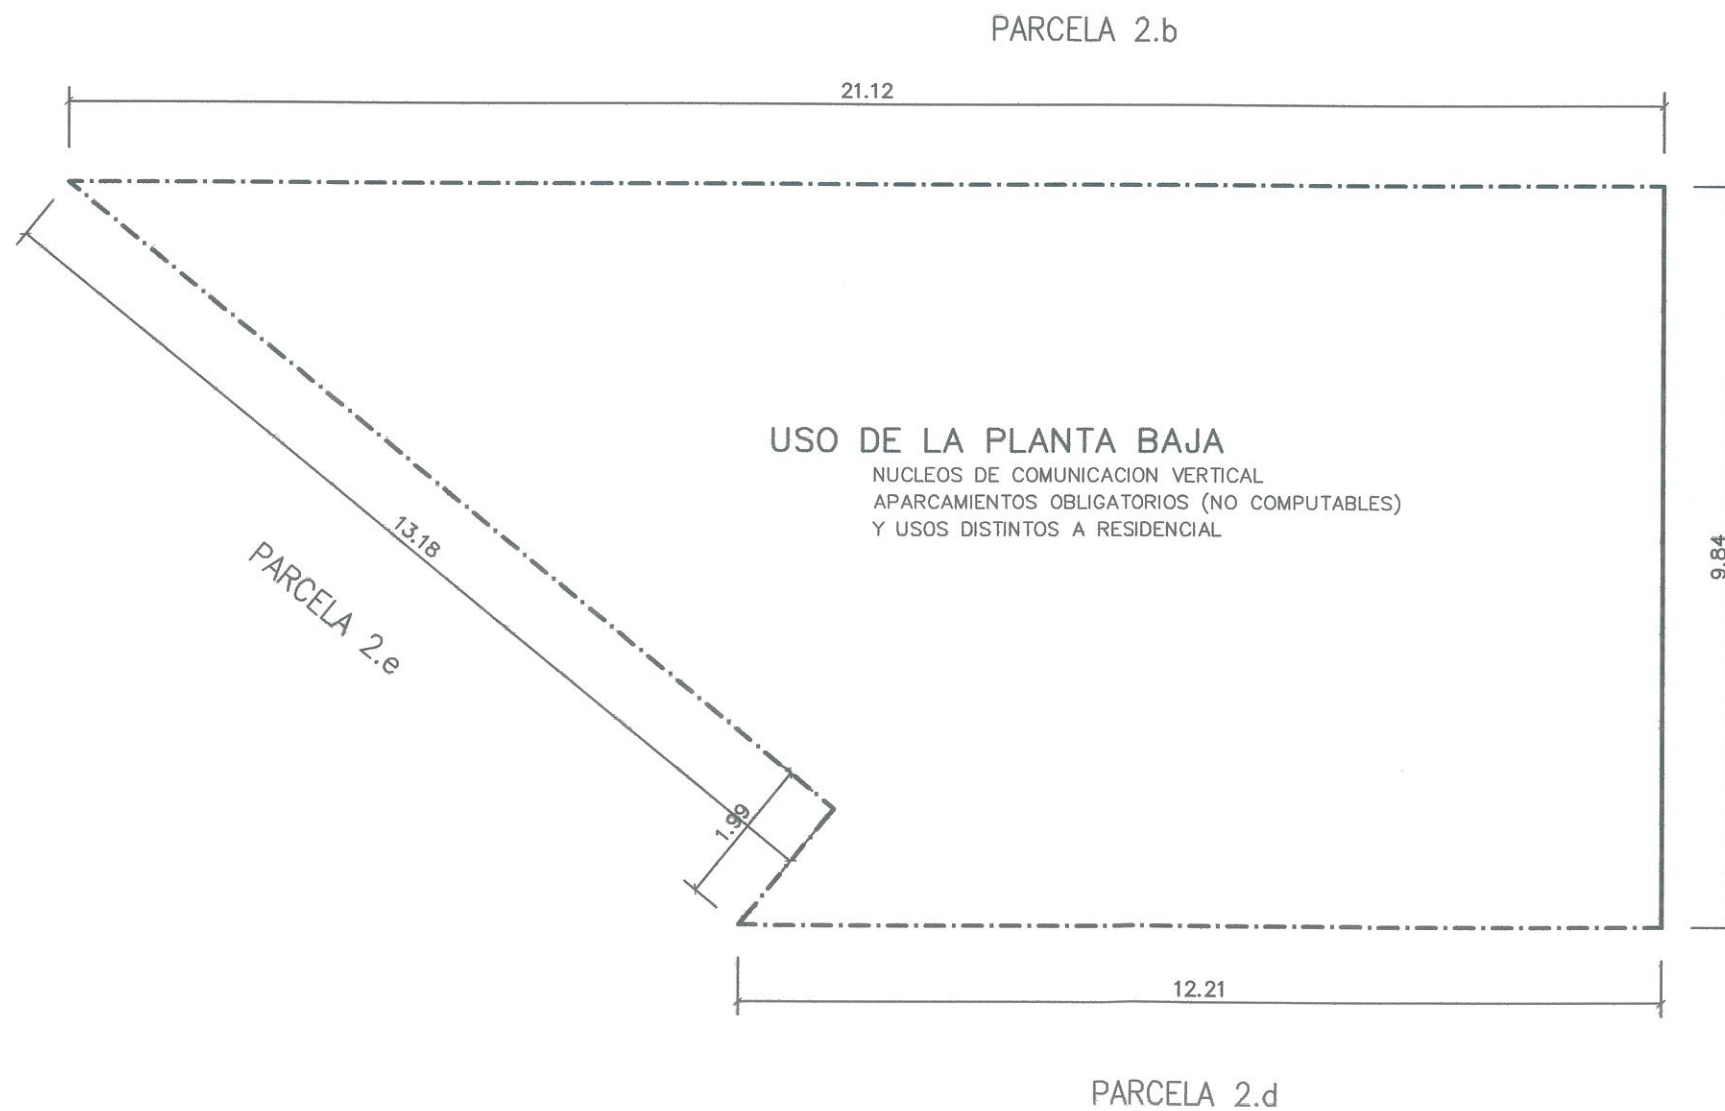 PARCELA 2.b
21.12
USO DE LA PLANTA BAJA
NUCLEOS DE COMUNICACION VERTICAL
APARCAMIENTOS OBLIGATORIOS (NO COMPUTABLES)
Y USOS DISTINTOS A RESIDENCIAL
13.18
9.84
PARCELA 2.e
1.99
12.21
PARCELA 2.d